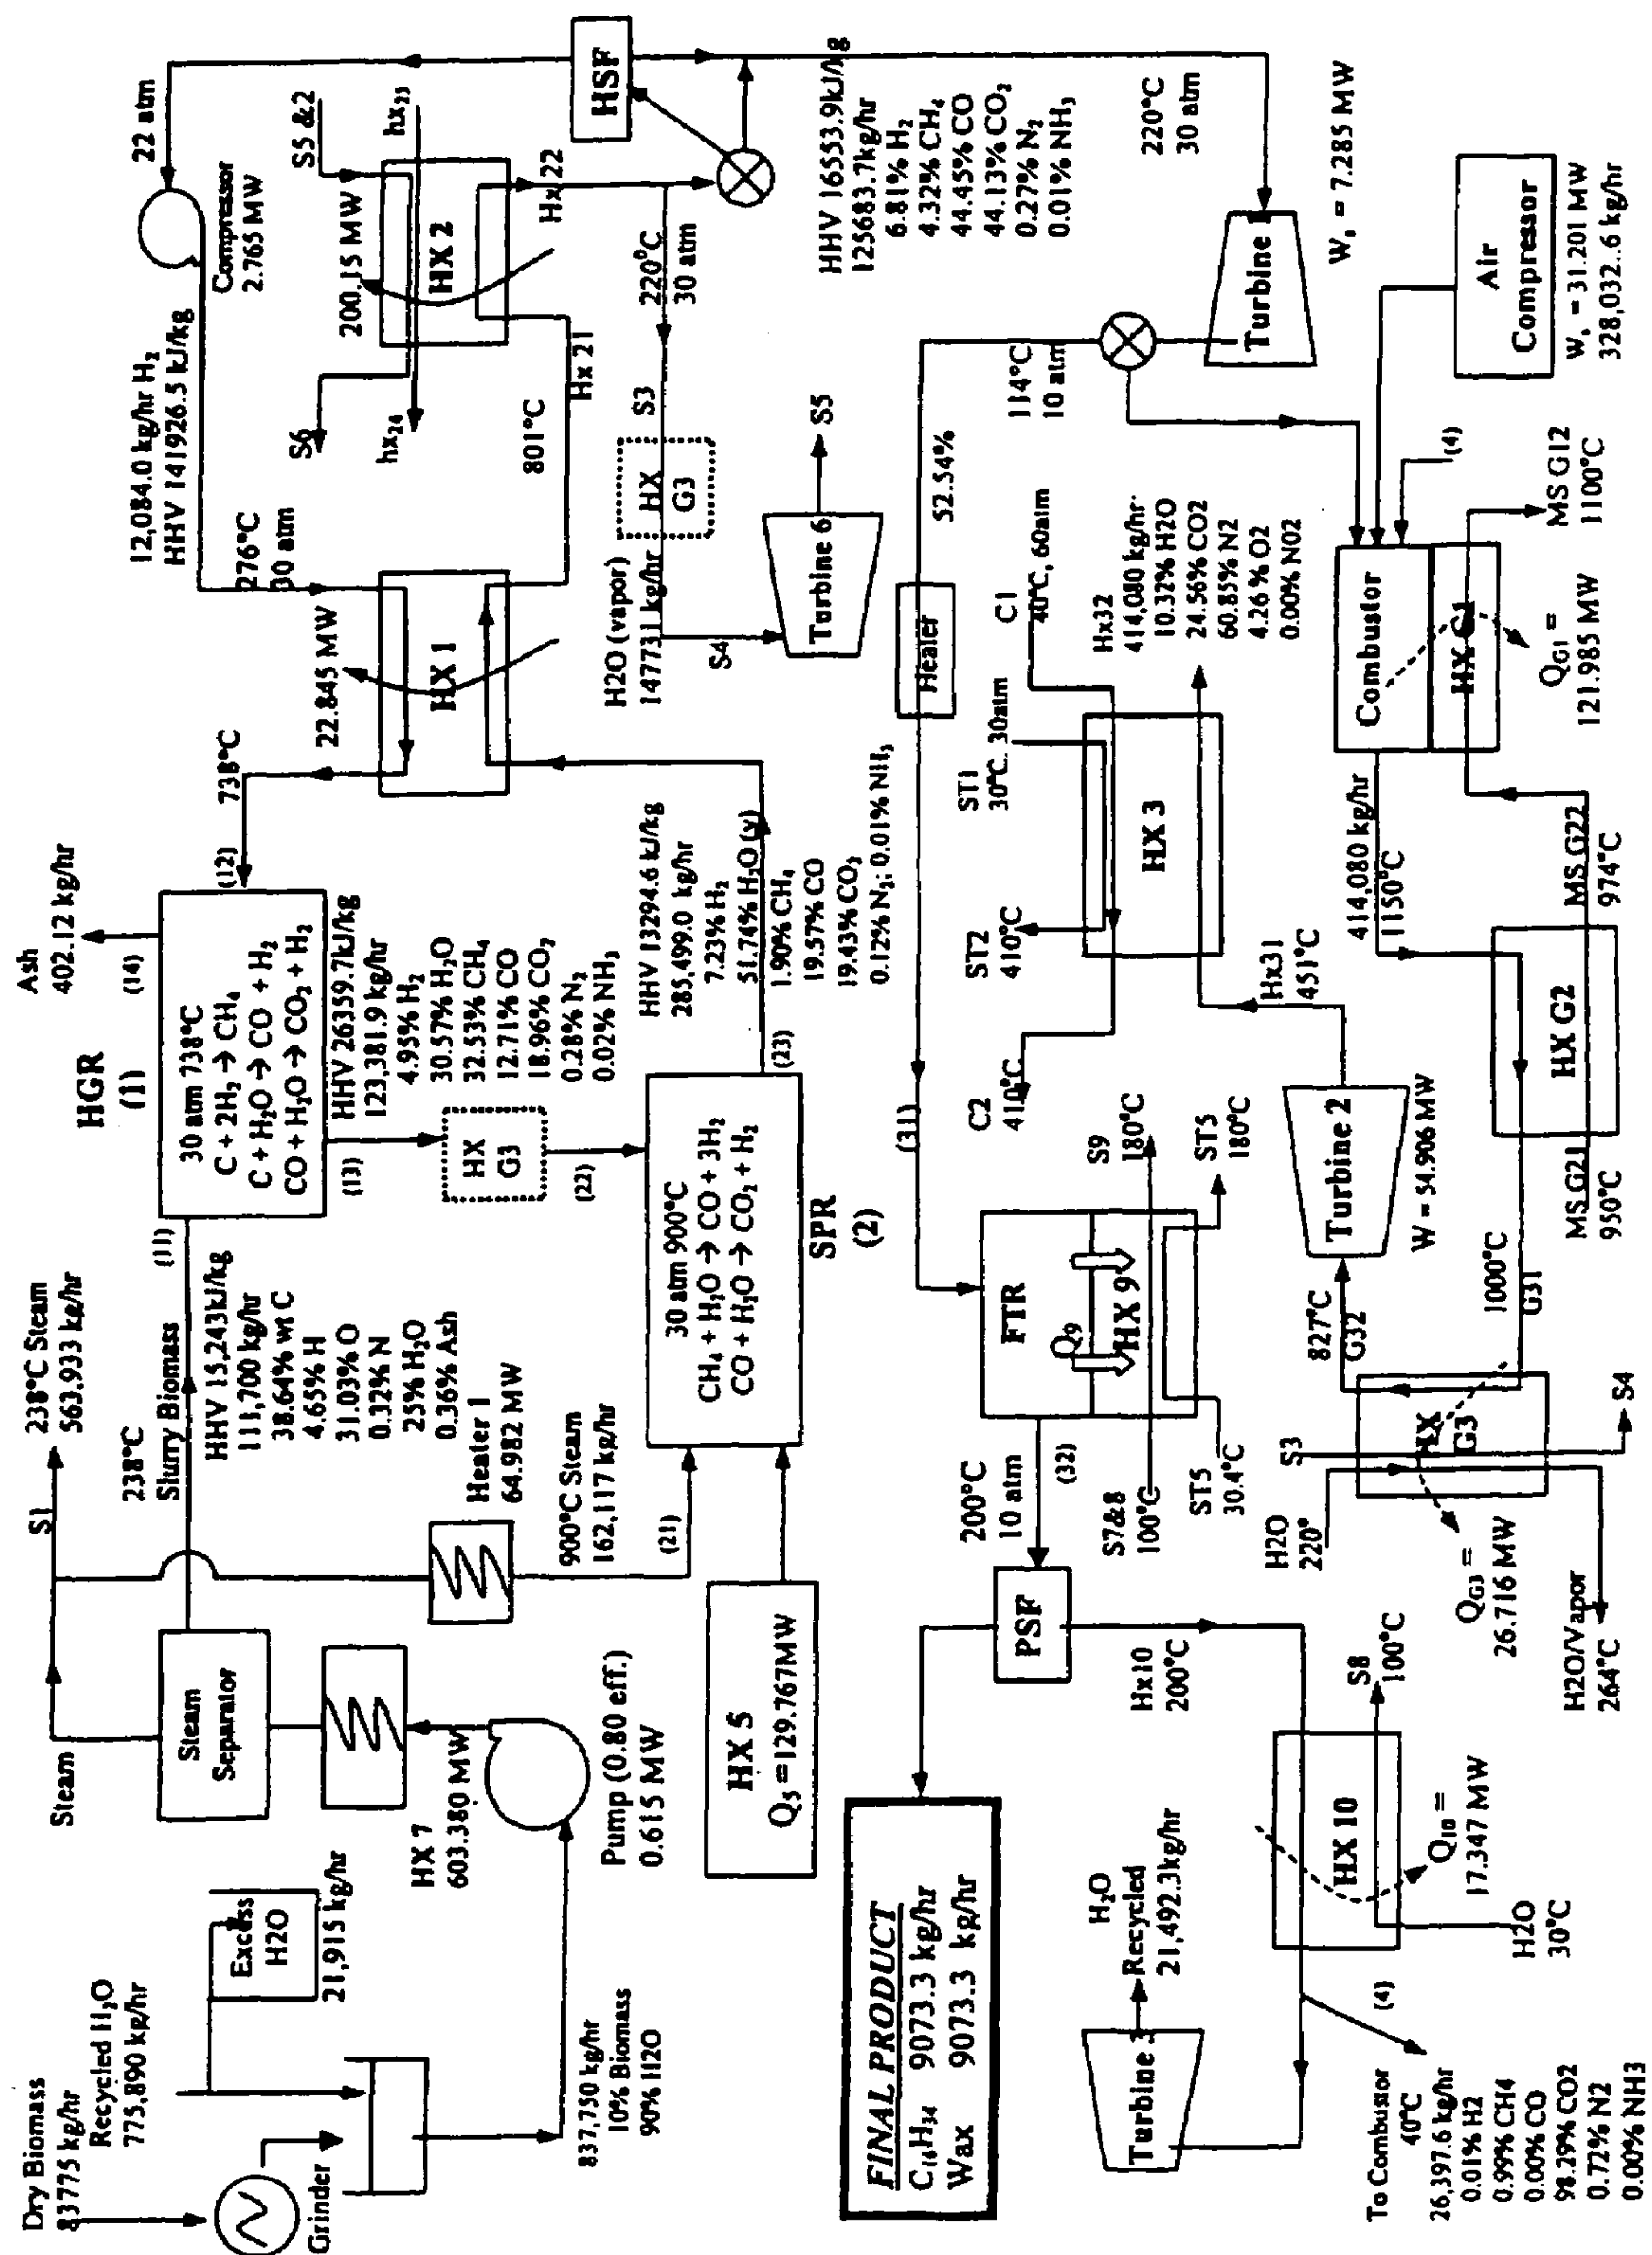 Dry Biomass
83775 kg/hr
Recycled H₂O
775,890 kg/hr
Grinder
Excess
H2O
21,915 kg/hr
837,750 kg/hr
10% Biomass
90% H2O
Pump (0.80 eff.)
0.615 MW
HX 7
603.380 MW
Steam
Separator
Steam
S1
238°C Steam
563.933 kg/hr
238°C
Slurry Biomass
(11)
HHV 15,243kJ/kg
111,700 kg/hr
38.64% wt C
4.65% H
31.03% O
0.32% N
25% H₂O
0.36% Ash
Heater 1
64.982 MW
900°C Steam
162,117 kg/hr
(21)
HX 5
Q₅ = 129.767MW
HGR
(1)
30 atm 738°C
C + 2H₂ → CH₄
C + H₂O → CO + H₂
CO + H₂O → CO₂ + H₂
Ash
402.12 kg/hr
(14)
(12)
738°C
(13)
HHV 26359.7kJ/kg
123,381.9 kg/hr
4.95% H₂
30.57% H₂O
32.53% CH₄
12.71% CO
18.96% CO₂
0.28% N₂
0.02% NH₃
HX
G3
(22)
30 atm 900°C
CH₄ + H₂O → CO + 3H₂
CO + H₂O → CO₂ + H₂
SPR
(2)
(23)
HHV 13294.6 kJ/kg
285,499.0 kg/hr
7.23% H₂
51.74% H₂O (v)
1.90% CH₄
19.57% CO
19.43% CO₂
0.12% N₂; 0.01% NH₃
22.845 MW
HX 1
276°C
30 atm
12,084.0 kg/hr H₂
HHV 141926.5 kJ/kg
22 atm
Compressor
2.765 MW
S5 &2
hx₂₃
200.15 MW
HX 2
S6
hx₂₄
801°C
Hx 21
Hx 22
220°C
30 atm
S3
HX
G3
H2O (vapor)
147731 kg/hr
S4
Turbine 6
S5
HSF
HHV 16553.9kJ/kg
125683.7kg/hr
6.81% H₂
4.32% CH₄
44.45% CO
44.13% CO₂
0.27% N₂
0.01% NH₃
220°C
30 atm
Turbine 1
Wₛ = 7.285 MW
114°C
10 atm
52.54%
Heater
(31)
Air
Compressor
Wₛ = 31.201 MW
328,032..6 kg/hr
(4)
Combustor
HX G1
MS G12
1100°C
Q_G1 =
121.985 MW
414,080 kg/hr
1150°C
MS G22
974°C
HX G2
MS G21
950°C
1000°C
G31
HX
G3
S3
S4
H2O
220°
H2O/Vapor
264°C
Q_G3 =
26.716 MW
827°C
G32
Turbine 2
W = 54.906 MW
Hx31
451°C
HX 3
C1
40°C, 60atm
ST1
30°C. 30atm
ST2
410°C
C2
410°C
Hx32
414,080 kg/hr.
10.32% H2O
24.56% CO2
60.85% N2
4.26 % O2
0.00% N02
FTR
Q₉
HX 9
S9
180°C
ST5
180°C
S7&8
100°C
ST5
30.4°C
200°C
10 atm
(32)
PSF
Hx10
200°C
HX 10
S8
100°C
Q₁₀ =
17.347 MW
H2O
30°C
FINAL PRODUCT
C₁₆H₃₄ 9073.3 kg/hr
Wax 9073.3 kg/hr
Turbine 3
H₂O
Recycled
21,492.3kg/hr
(4)
To Combustor
40°C
26,397.6 kg/hr
0.01% H2
0.99% CH4
0.00% CO
98.29% CO2
0.72% N2
0.00% NH3